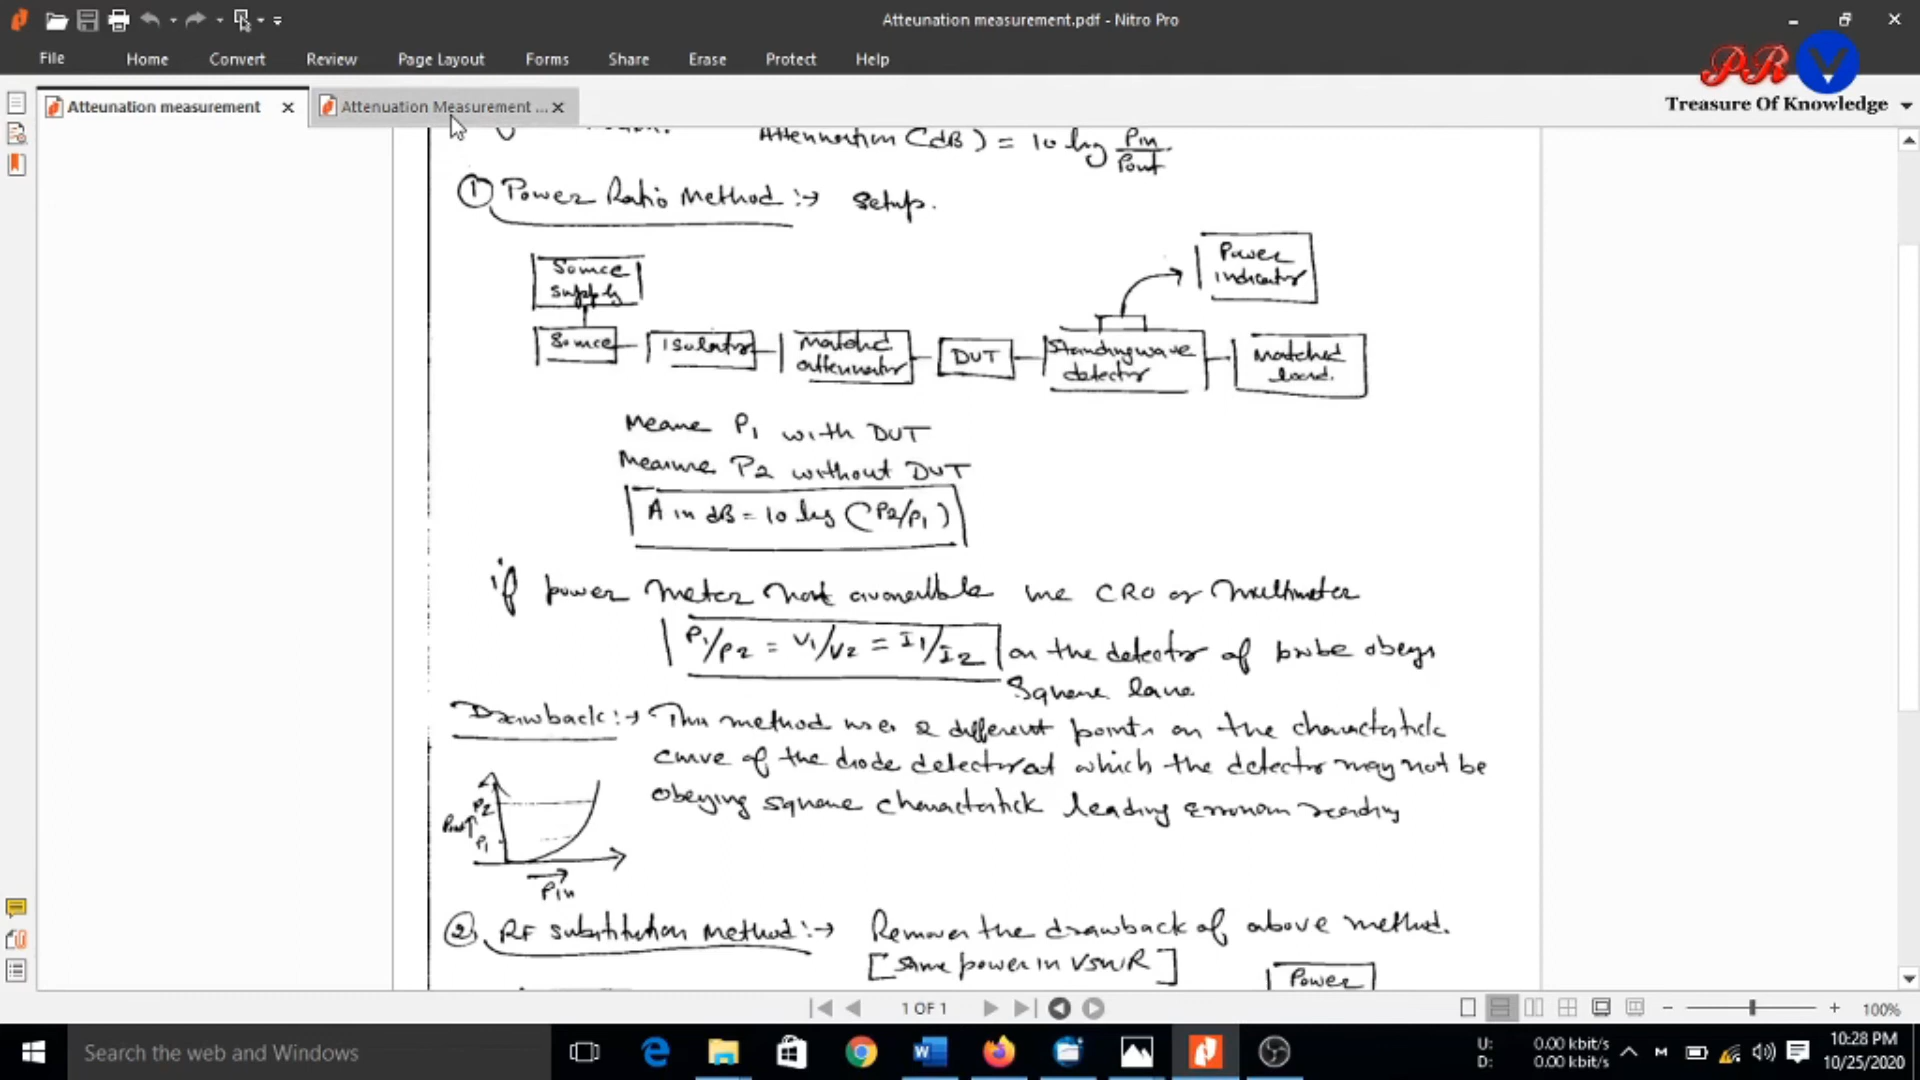 Atteunation measurement.pdf - Nitro Pro
File Home Convert Review Page Layout Forms Share Erase Protect Help
PR V
Treasure Of Knowledge
Atteunation measurement
Attenuation Measurement ...
Attenuation (dB) = 10 log Pin/Pout
① Power Ratio Method :→ Setup.
Source supply
Power indicator
Source
Isolator
Matched attenuator
DUT
Standing wave detector
Matched load.
Measure P1 with DUT
Measure P2 without DUT
A in dB = 10 log (P2/P1)
if power meter not available use CRO or Multimeter
P1/P2 = V1/V2 = I1/I2 on the detector of probe obeys
Square law
Drawback :→ This method uses 2 different points on the characteristick
curve of the diode detector at which the detector may not be
obeying square charactestick leading erronous reading
P2
Pout
P1
Pin
② RF substitution Method :→ Removes the drawback of above method.
[Same power in VSWR]
Power
1 OF 1
100%
Search the web and Windows
U: 0.00 kbit/s
D: 0.00 kbit/s
10:28 PM
10/25/2020